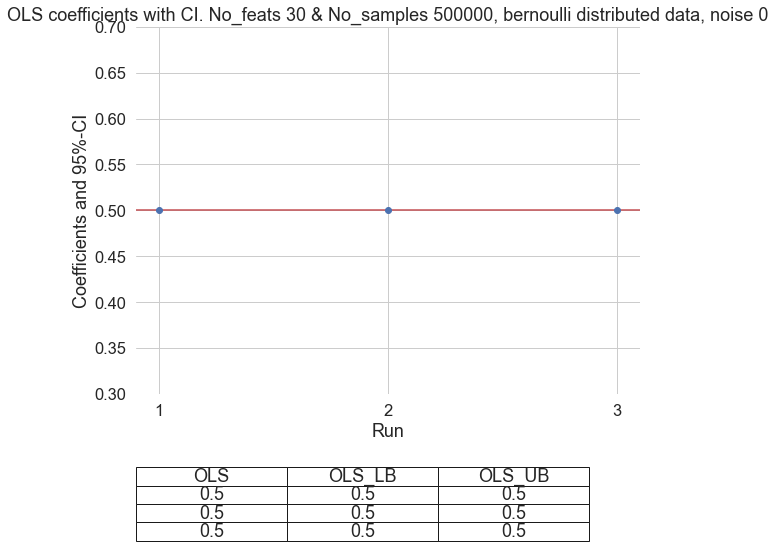 OLS coefficients with CI. No_feats 30 & No_samples 500000, bernoulli distributed data, noise 0
0.70
0.65
0.60
0.55
0.50
0.45
0.40
0.35
0.30
Coefficients and 95%-CI
1 2 3
Run
OLS OLS_LB OLS_UB
0.5 0.5 0.5
0.5 0.5 0.5
0.5 0.5 0.5